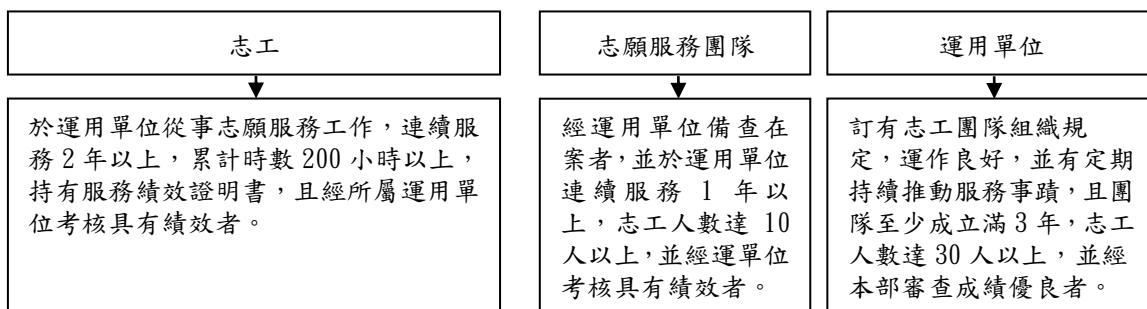 志工
志願服務團隊
運用單位
於運用單位從事志願服務工作，連續服
務 2 年以上，累計時數 200 小時以上，
持有服務績效證明書，且經所屬運用單
位考核具有績效者。
經運用單位備查在
案者，並於運用單位
連續服務 1 年以
上，志工人數達 10
人以上，並經運單位
考核具有績效者。
訂有志工團隊組織規
定，運作良好，並有定期
持續推動服務事蹟，且團
隊至少成立滿 3 年，志工
人數達 30 人以上，並經
本部審查成績優良者。